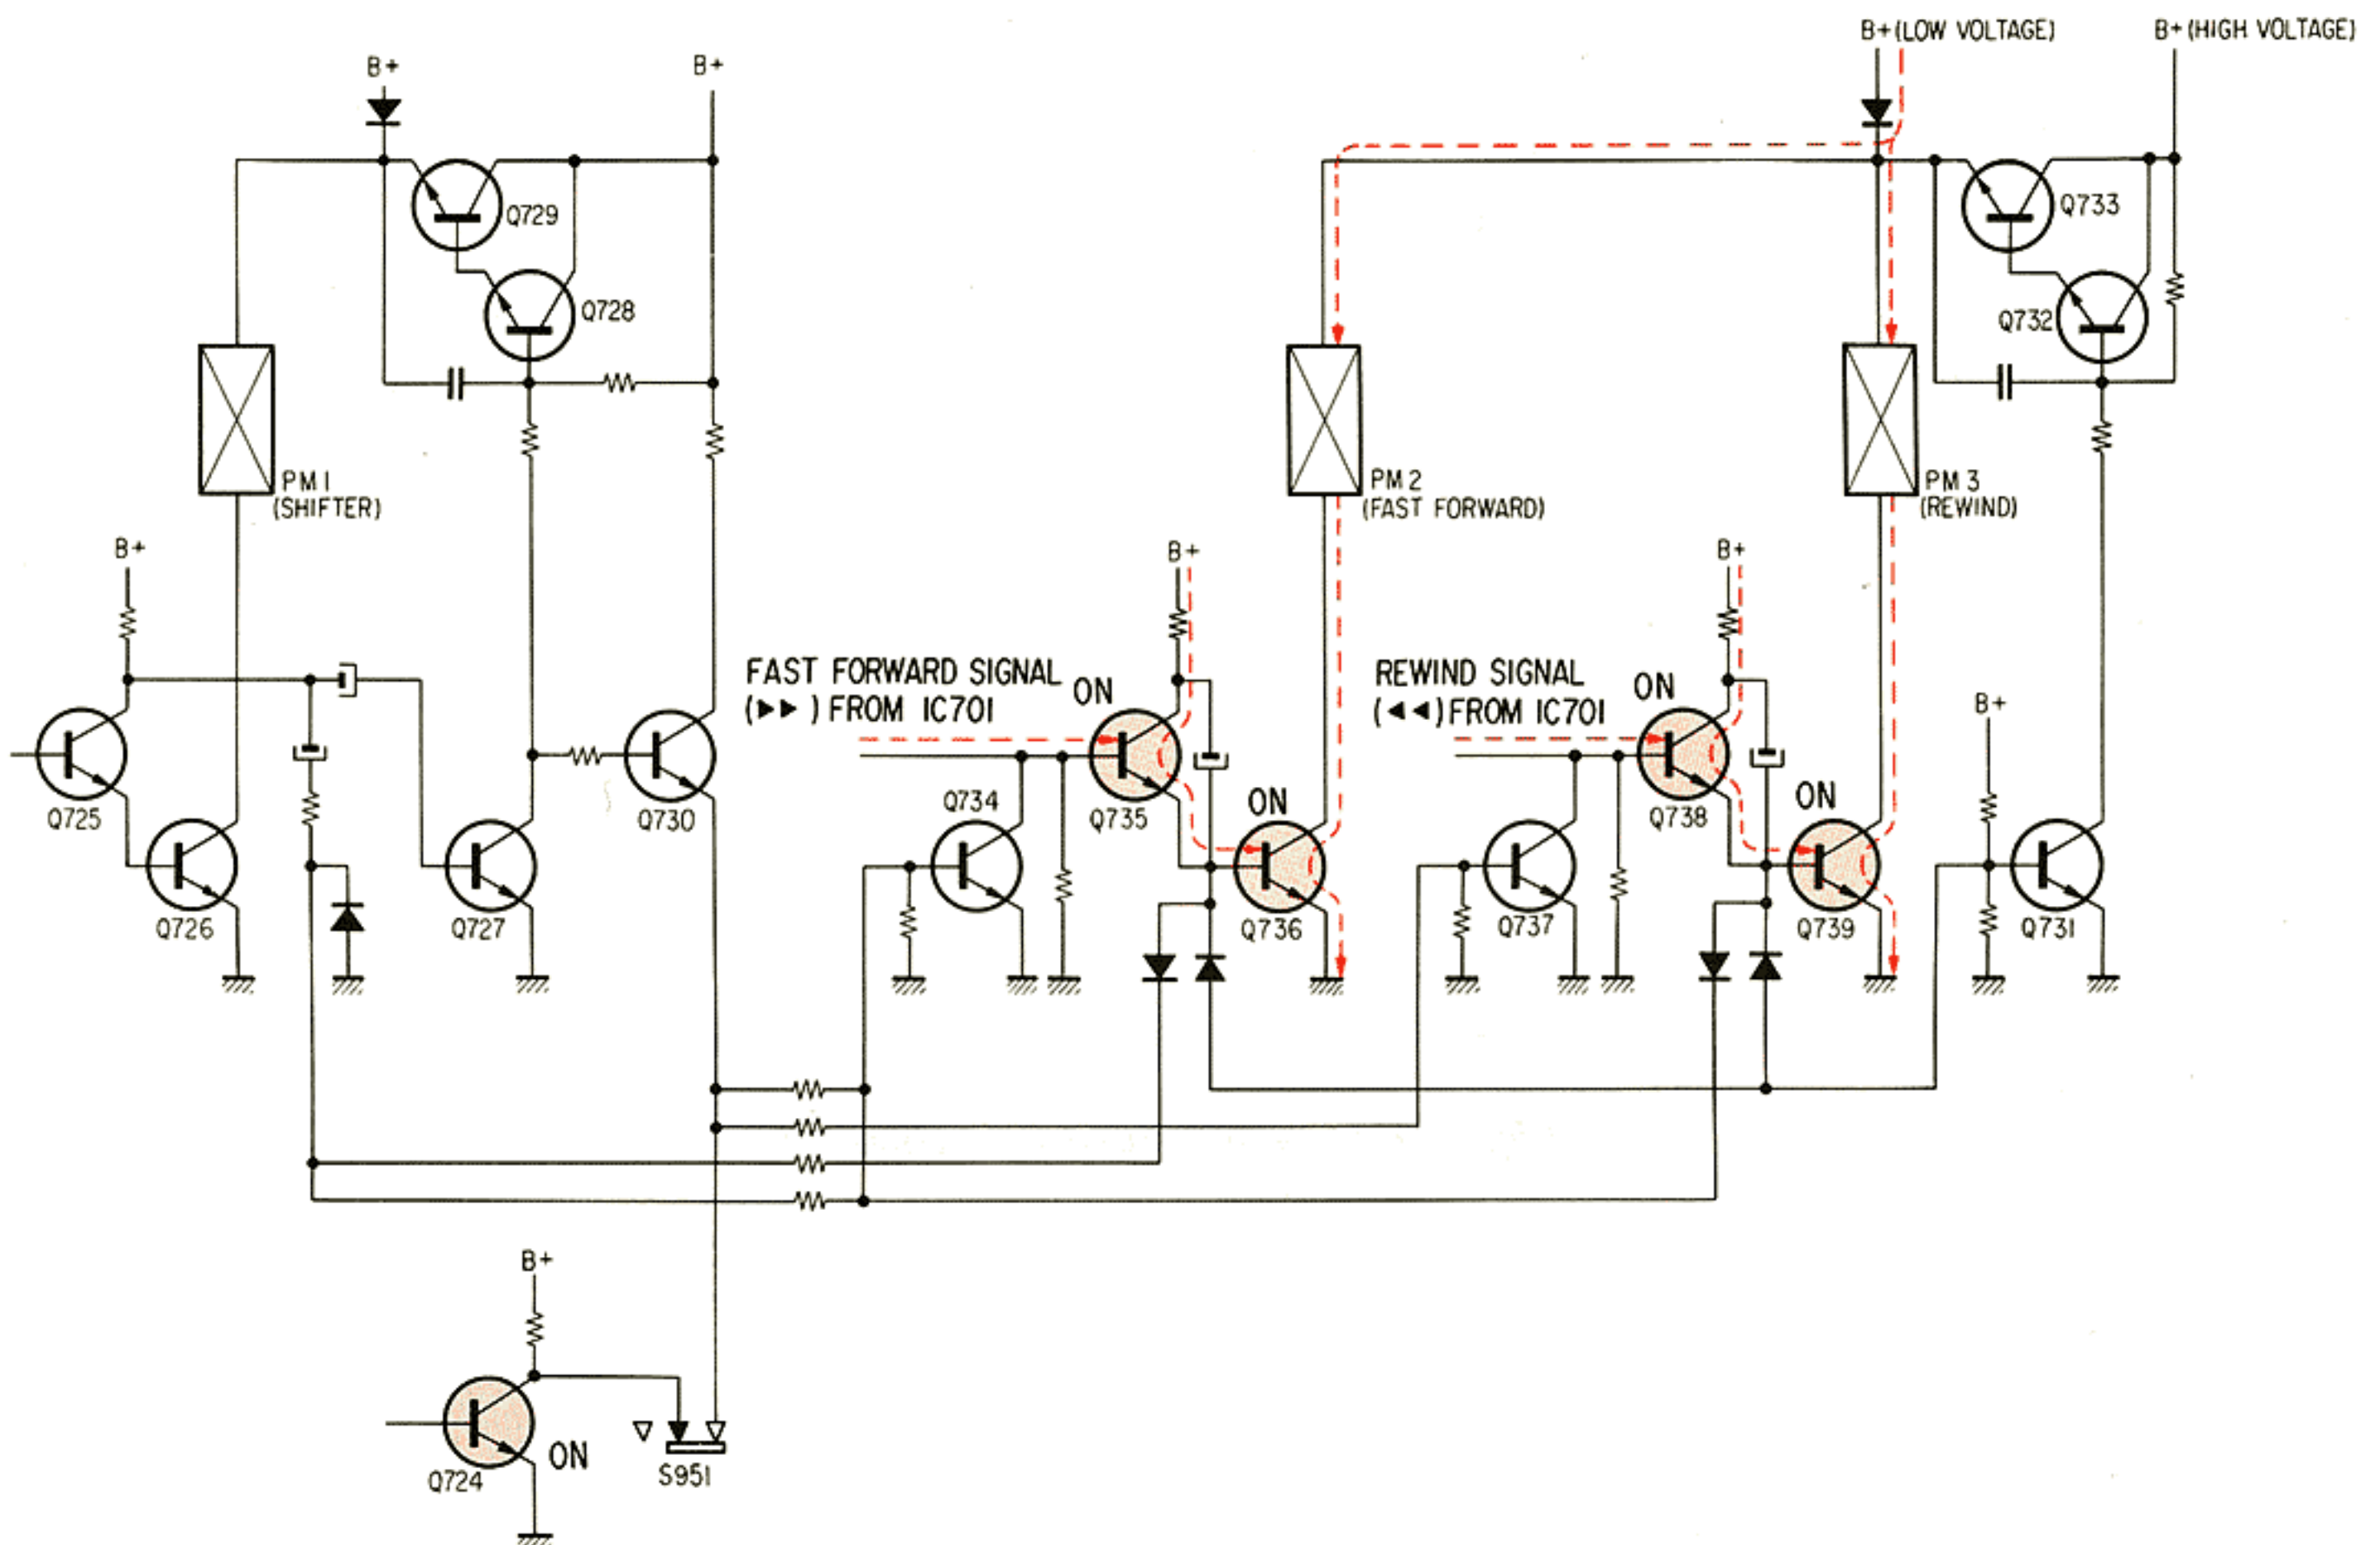 B+(LOW VOLTAGE)
B+(HIGH VOLTAGE)
B+
B+
Q729
Q733
Q728
Q732
PM1
(SHIFTER)
PM2
(FAST FORWARD)
PM3
(REWIND)
B+
B+
B+
FAST FORWARD SIGNAL
(▶▶) FROM IC701
ON
REWIND SIGNAL
(◀◀) FROM IC701
ON
B+
Q725
Q730
Q734
Q735
ON
Q738
ON
Q726
Q727
Q736
Q737
Q739
Q731
B+
Q724
ON
S951